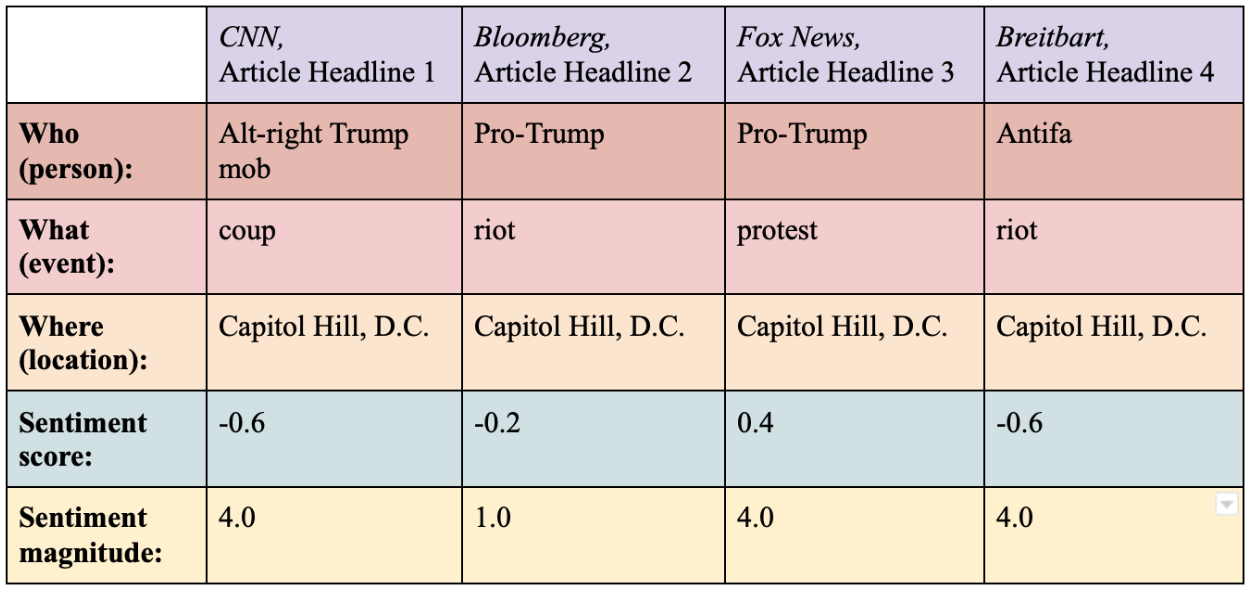 CNN, Bloomberg, Fox News, Breitbart,
Article Headline 1 Article Headline 2 Article Headline 3 Article Headline 4
Who Alt-right Trump Pro-Trump Pro-Trump Antifa
(person): mob
What coup riot protest riot
(event):
Where Capitol Hill, D.C. Capitol Hill, D.C. Capitol Hill, D.C. Capitol Hill, D.C.
(location):
Sentiment -0.6 -0.2 0.4 -0.6
score:
Sentiment 4.0 1.0 4.0 4.0
magnitude: